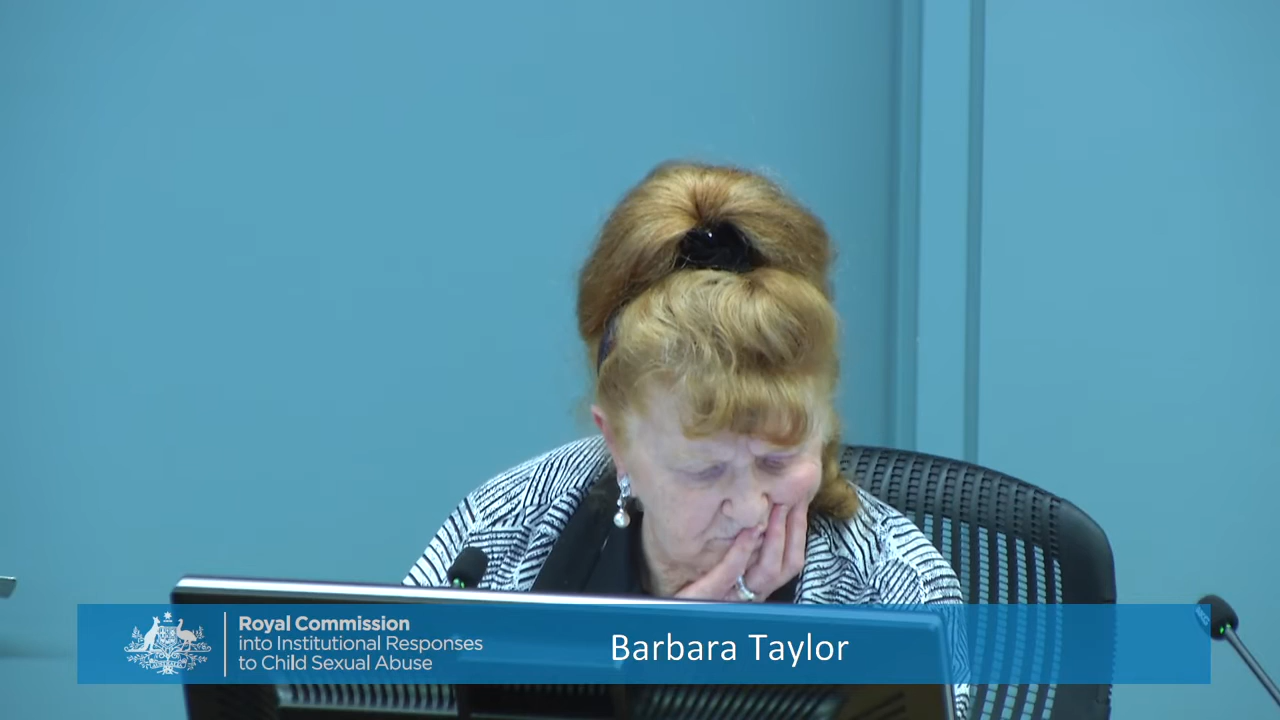 Royal Commission
into Institutional Responses
to Child Sexual Abuse
Barbara Taylor